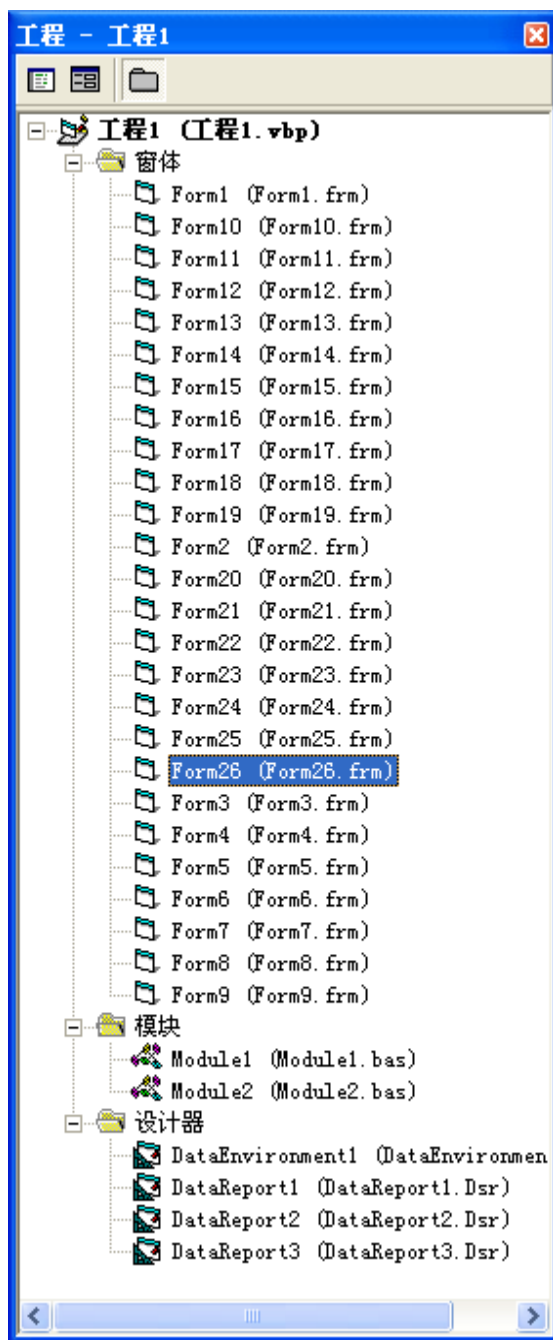 工程 - 工程1
工程1 (工程1.vbp)
窗体
Form1 (Form1.frm)
Form10 (Form10.frm)
Form11 (Form11.frm)
Form12 (Form12.frm)
Form13 (Form13.frm)
Form14 (Form14.frm)
Form15 (Form15.frm)
Form16 (Form16.frm)
Form17 (Form17.frm)
Form18 (Form18.frm)
Form19 (Form19.frm)
Form2 (Form2.frm)
Form20 (Form20.frm)
Form21 (Form21.frm)
Form22 (Form22.frm)
Form23 (Form23.frm)
Form24 (Form24.frm)
Form25 (Form25.frm)
Form26 (Form26.frm)
Form3 (Form3.frm)
Form4 (Form4.frm)
Form5 (Form5.frm)
Form6 (Form6.frm)
Form7 (Form7.frm)
Form8 (Form8.frm)
Form9 (Form9.frm)
模块
Module1 (Module1.bas)
Module2 (Module2.bas)
设计器
DataEnvironment1 (DataEnvironmen
DataReport1 (DataReport1.Dsr)
DataReport2 (DataReport2.Dsr)
DataReport3 (DataReport3.Dsr)